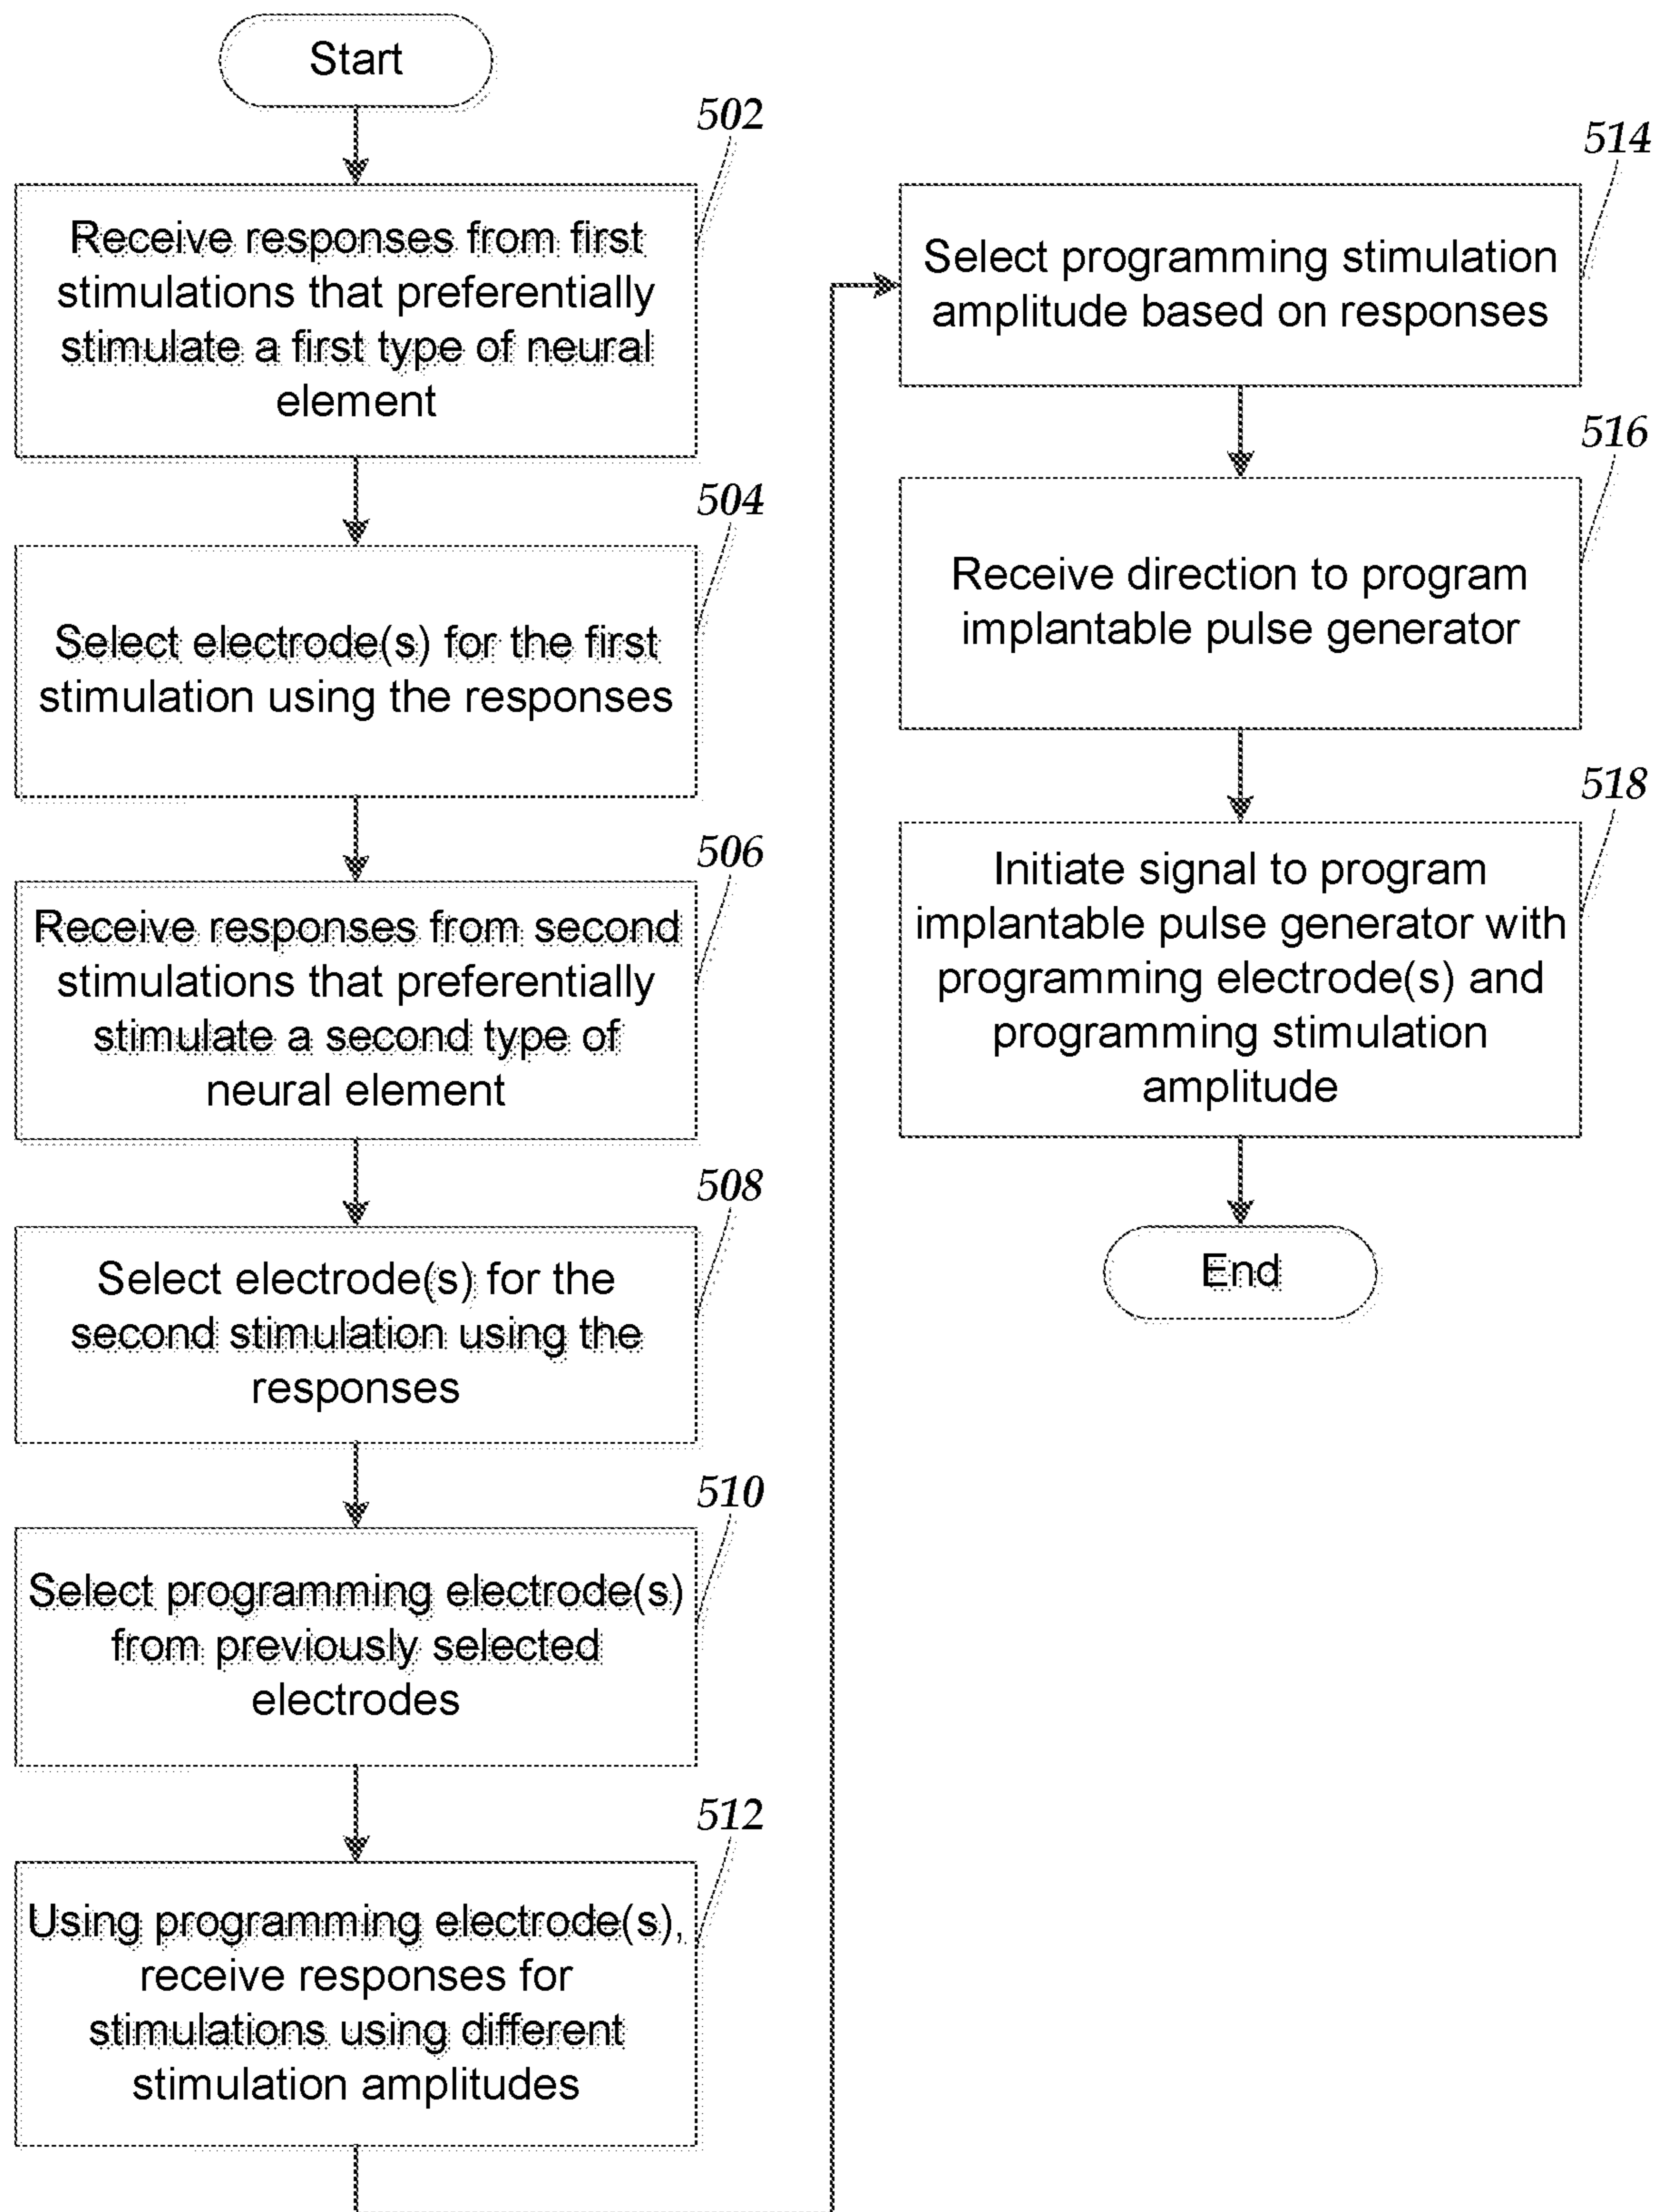 Start
502
Receive responses from first
stimulations that preferentially
stimulate a first type of neural
element
504
Select electrode(s) for the first
stimulation using the responses
506
Receive responses from second
stimulations that preferentially
stimulate a second type of
neural element
508
Select electrode(s) for the
second stimulation using the
responses
510
Select programming electrode(s)
from previously selected
electrodes
512
Using programming electrode(s),
receive responses for
stimulations using different
stimulation amplitudes
514
Select programming stimulation
amplitude based on responses
516
Receive direction to program
implantable pulse generator
518
Initiate signal to program
implantable pulse generator with
programming electrode(s) and
programming stimulation
amplitude
End